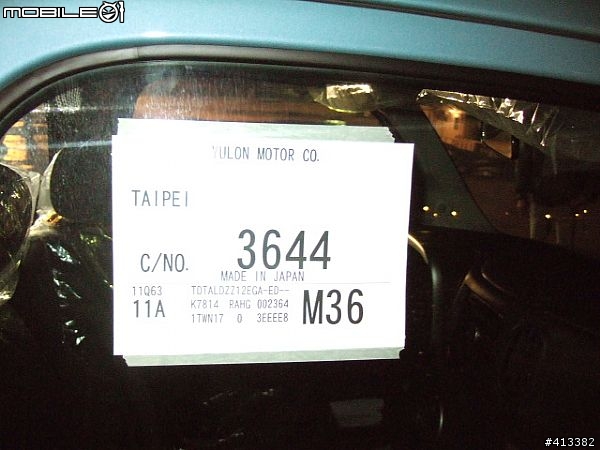 MOBILE01
YULON MOTOR CO.
TAIPEI
C/NO. 3644
MADE IN JAPAN
11Q63 TDTALDZZ12EGA-ED--
11A K7814 RAHG 002364 M36
1TWN17 0 3EEEE8
#413382